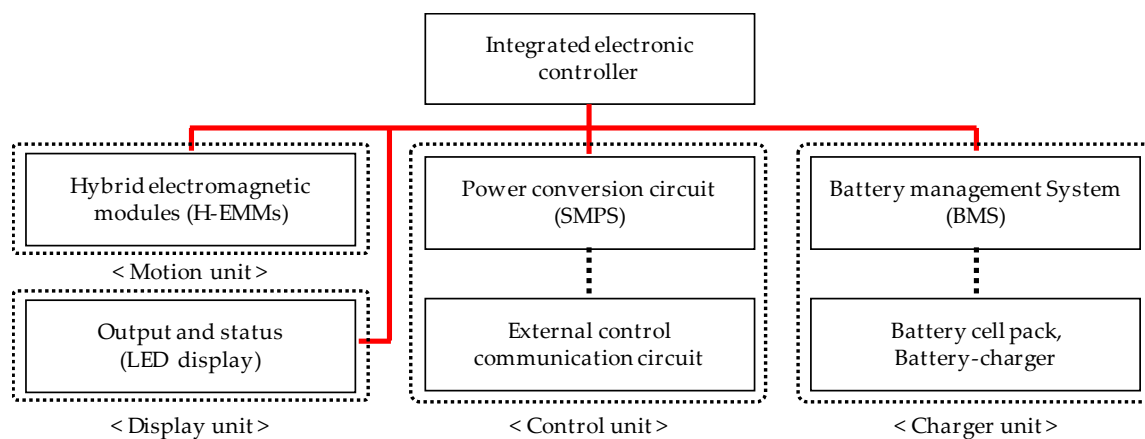 Integrated electronic
controller
Hybrid electromagnetic
modules (H-EMMs)
< Motion unit >
Output and status
(LED display)
< Display unit >
Power conversion circuit
(SMPS)
External control
communication circuit
< Control unit >
Battery management System
(BMS)
Battery cell pack,
Battery-charger
< Charger unit >